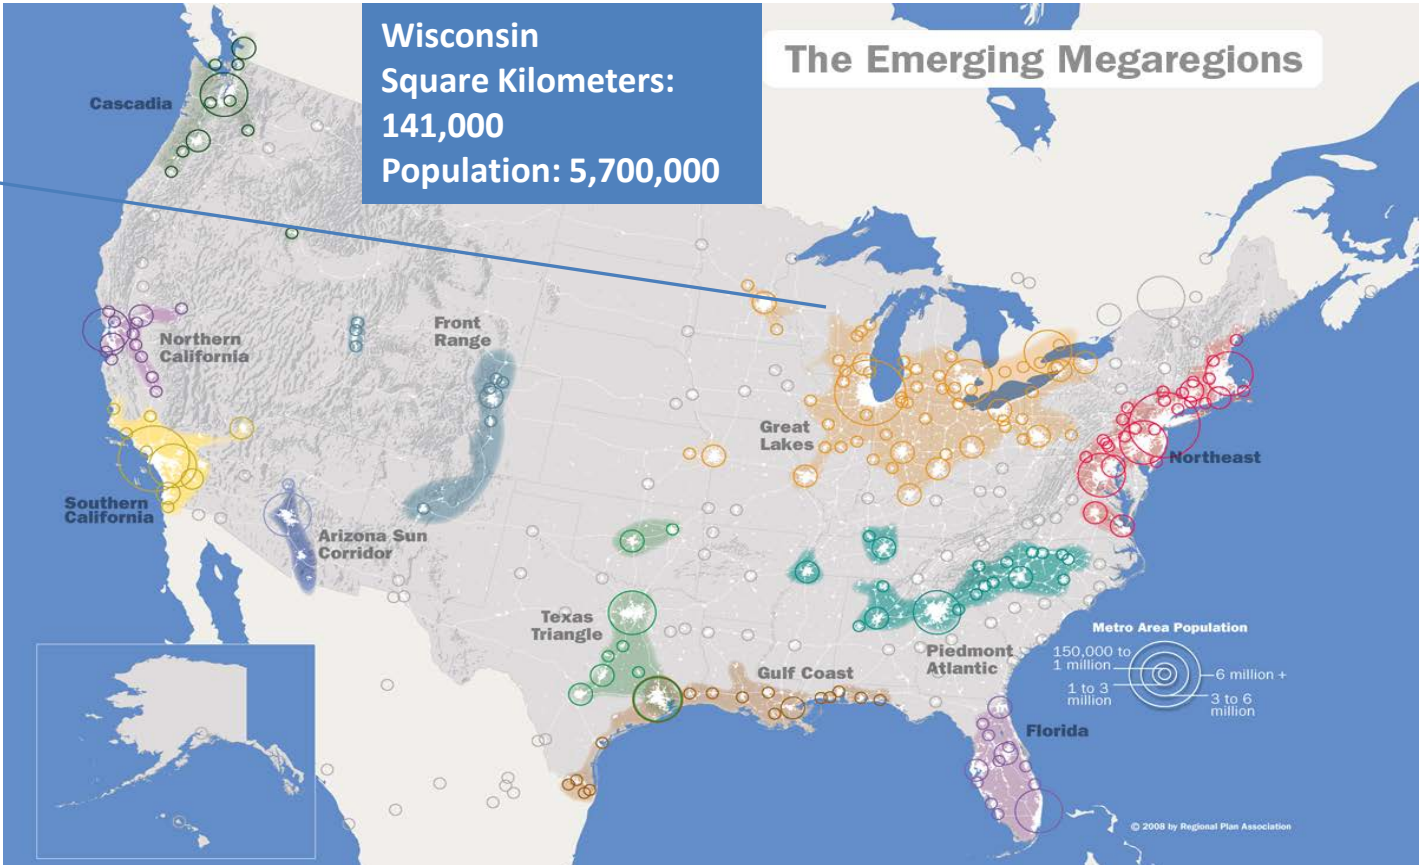 Wisconsin
Square Kilometers:
141,000
Population: 5,700,000
The Emerging Megaregions
Cascadia
Northern
California
Front
Range
Great
Lakes
Northeast
Southern
California
Arizona Sun
Corridor
Texas
Triangle
Gulf Coast
Piedmont
Atlantic
Florida
Metro Area Population
150,000 to
1 million
1 to 3
million
6 million +
3 to 6
million
© 2008 by Regional Plan Association